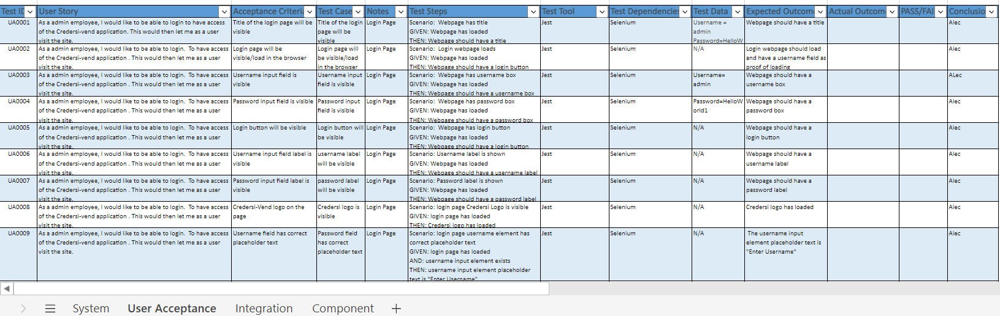 Test ID User Story Acceptance Criteria Test Case Notes Test Steps Test Tool Test Dependencies Test Data Expected Outcom Actual Outcom PASS/FAI Conclusio
UA0001 As a admin employee, I would like to be able to login to have access Title of the login page will be Title of the login Login Page Scenario:  Webpage has title Jest Selenium Username = Webpage should have a title Alec
of the Credersi-vend application. This would then let me as a user visible page will be GIVEN: Webpage has loaded admin
visit the site. visible THEN: Webpage should have a title Password=HelloW
UA0002 As a admin employee, I would like to be able to login.  To have access Login page will be Login page will Login Page Scenario:  Login webpage loads Jest Selenium N/A Login webpage should load Alec
of the Credersi-vend application . This would then let me as a user visible/load in the browser be visible/load GIVEN: Webpage has loaded and have a username field as
visit the site. in the browser THEN: Webpage should have a login button proof of loading
UA0003 As a admin employee, I would like to be able to login.  To have access Username input field is Username input Login Page Scenario:  Webpage has username box Jest Selenium Username= Webpage should have a ALec
of the Credersi-vend application . This would then let me as a user visible field is visible GIVEN: Webpage has loaded admin username box
visit the site. THEN: Webpage should have a username box
UA0004 As a admin employee, I would like to be able to login.  To have access Password input field is visible Password input Login Page Scenario:  Webpage has password box Jest Selenium Password=HelloW Webpage should have a Alec
of the Credersi-vend application . This would then let me as a user field is visible GIVEN: Webpage has loaded orld1 password box
visit the site. THEN: Webpage should have a password box
UA0005 As a admin employee, I would like to be able to login.  To have access Login button will be visible Login button will Login Page Scenario:  Webpage has login button Jest Selenium N/A Webpage should have a Alec
of the Credersi-vend application . This would then let me as a user be visible GIVEN: Webpage has loaded login button
visit the site. THEN: Webpage should have a login button
UA0006 As a admin employee, I would like to be able to login.  To have access Username input field label is username label Login Page Scenario: Username label is shown Jest Selenium N/A Webpage should have a Alec
of the Credersi-vend application . This would then let me as a user visible will be visible GIVEN: Webpage has loaded username label
visit the site. THEN: Webpage should have a username label
UA0007 As a admin employee, I would like to be able to login.  To have access Password input field label is password label Login Page Scenario: Password label is shown Jest Selenium N/A Webpage should have a Alec
of the Credersi-vend application . This would then let me as a user visible will be visible GIVEN: Webpage has loaded password label
visit the site. THEN: Webpage should have a password label
UA0008 As a admin employee, I would like to be able to login.  To have access Credersi-Vend logo on the Credersi logo is Login Page Scenario: login page Credersi Logo is visible Jest Selenium N/A Credersi logo has loaded Alec
of the Credersi-vend application . This would then let me as a user page visible GIVEN: login page has loaded
visit the site. THEN: Credersi logo has loaded
UA0009 As a admin employee, I would like to be able to login.  To have access Username field has correct Password field Login Page Scenario: login page username element has Jest Selenium N/A The username input Alec
of the Credersi-vend application . This would then let me as a user placeholder text has correct correct placeholder text element placeholder text is
visit the site. placeholder text GIVEN: login page has loaded "Enter Username"
AND: username input element exists
THEN: username input element placeholder
text is "Enter Username"
System User Acceptance Integration Component +